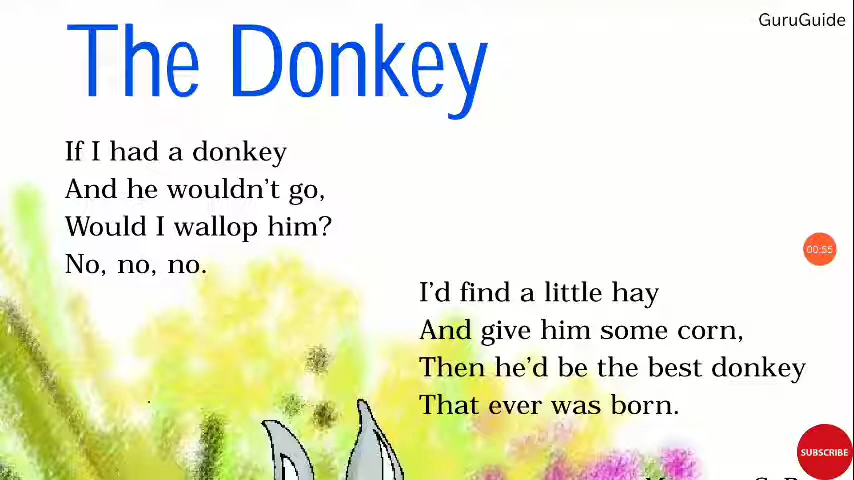 GuruGuide
The Donkey
If I had a donkey
And he wouldn't go,
Would I wallop him?
No, no, no.
00:55
I'd find a little hay
And give him some corn,
Then he'd be the best donkey
That ever was born.
SUBSCRIBE